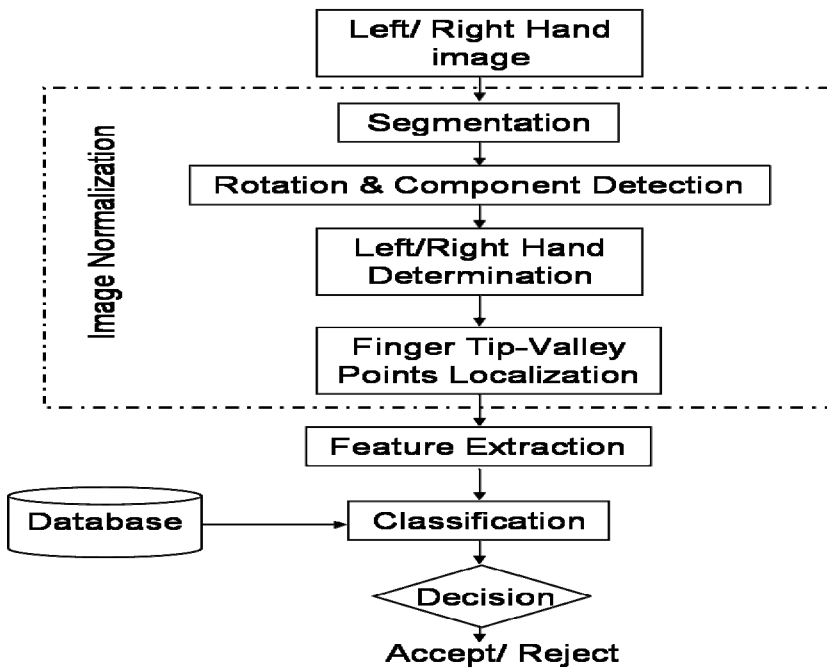 Left/ Right Hand
image
Segmentation
Rotation & Component Detection
Left/Right Hand
Determination
Finger Tip-Valley
Points Localization
Image Normalization
Feature Extraction
Database
Classification
Decision
Accept/ Reject